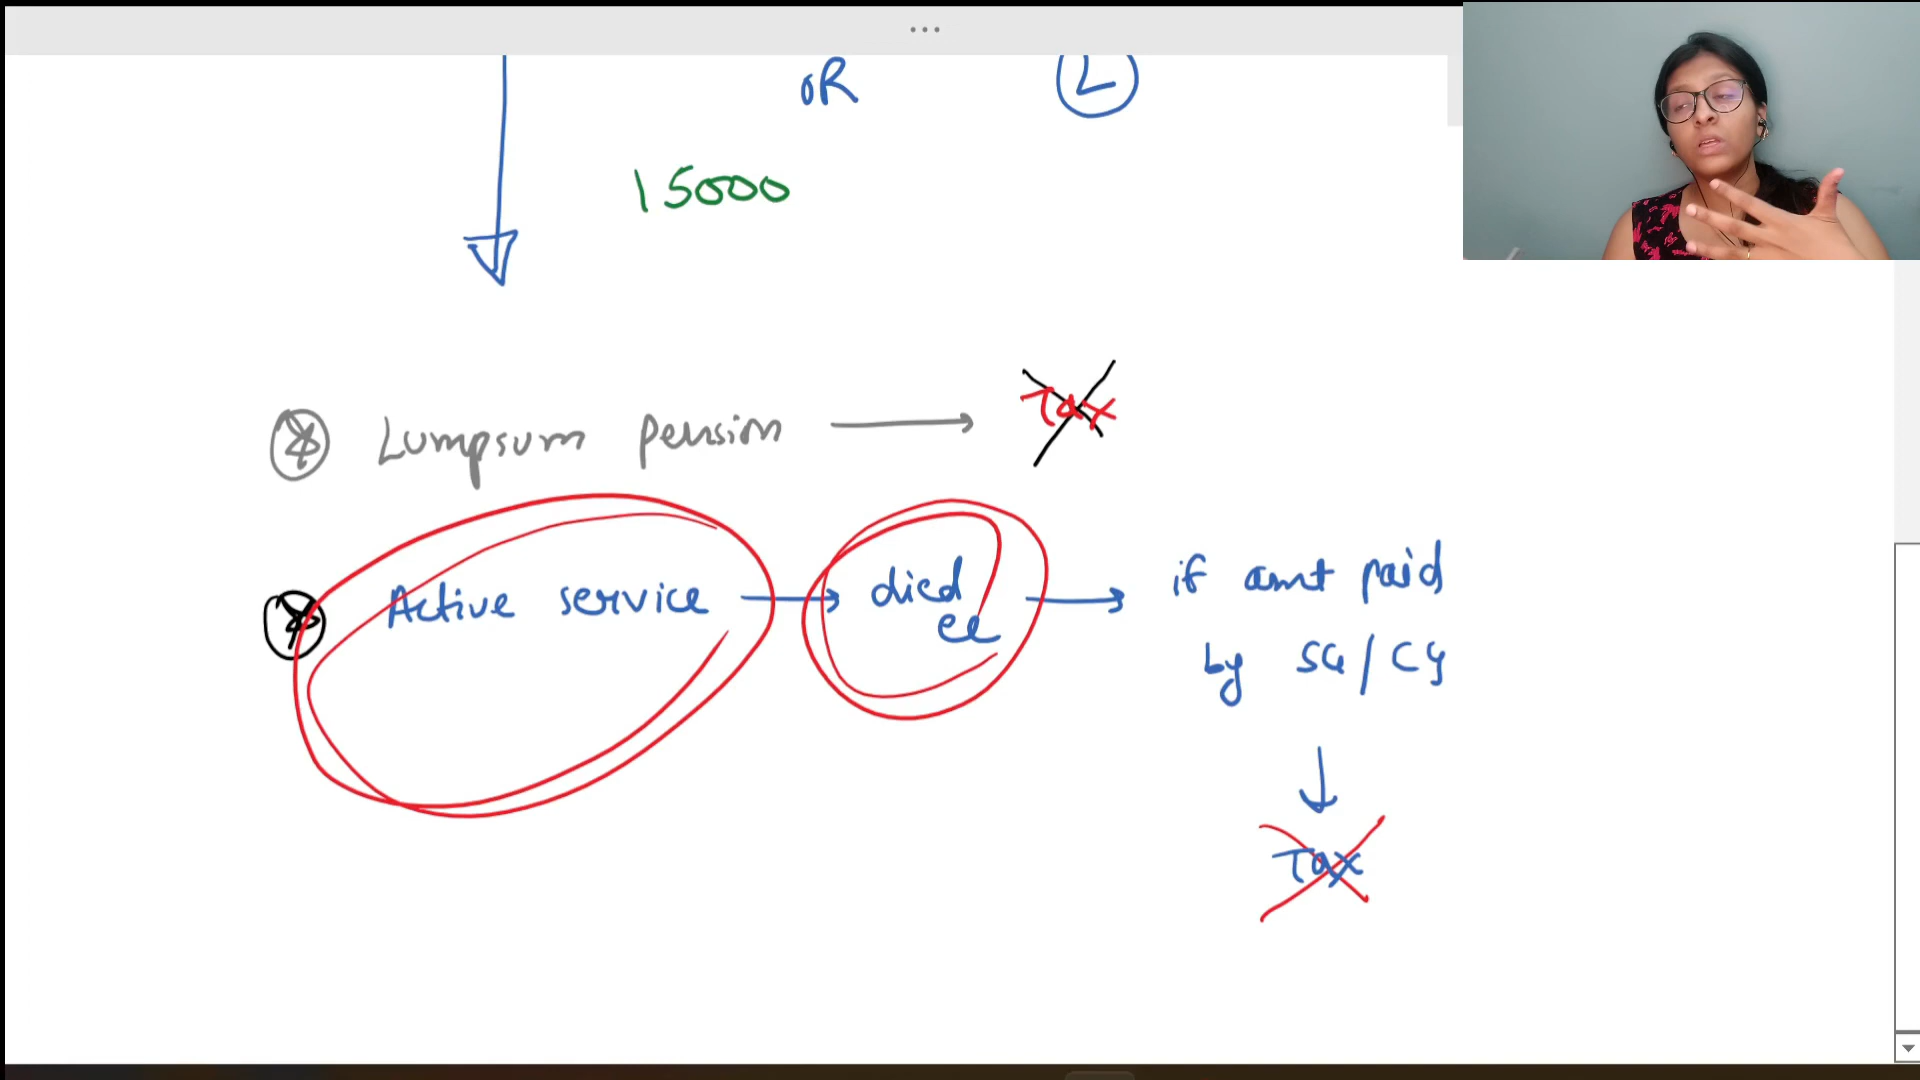 OR L
15000
Lumpsum pension → Tax
Active service → died → if amt paid
ee
by SG / CG
↓
Tax